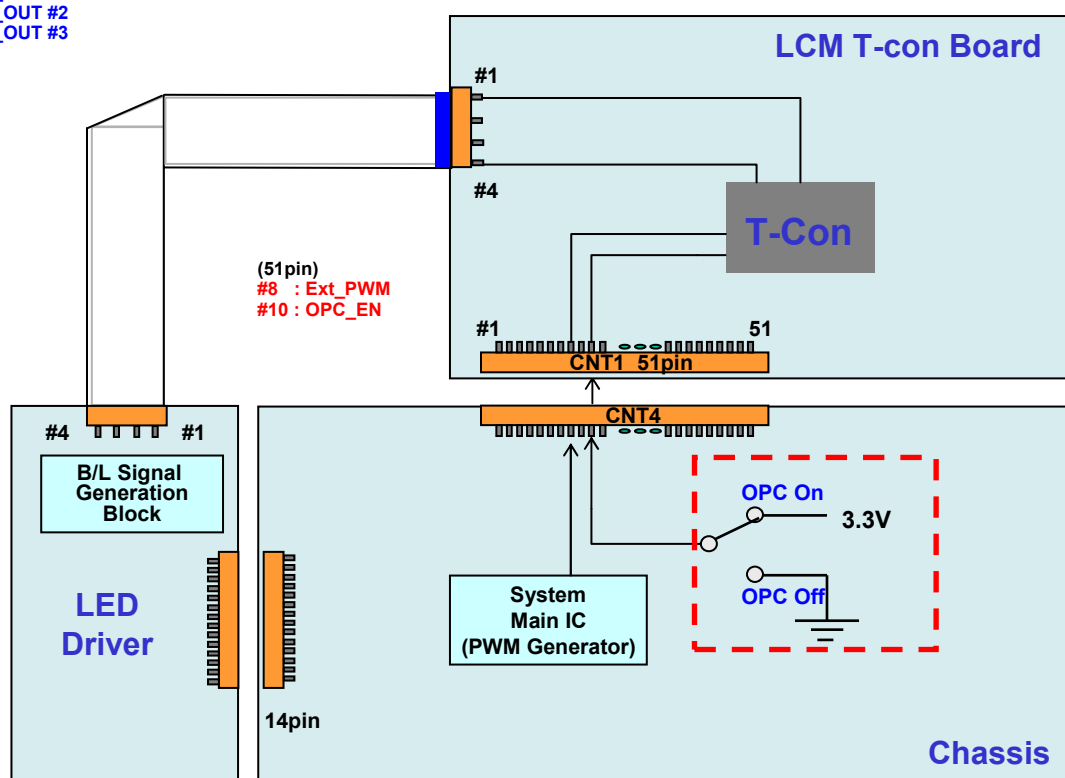 _OUT #2
_OUT #3
LCM T-con Board
#1
#4
T-Con
(51pin)
#8 : Ext_PWM
#10 : OPC_EN
#1
51
CNT1 51pin
CNT4
#4
#1
B/L Signal
Generation
Block
OPC On
3.3V
OPC Off
System
Main IC
(PWM Generator)
LED
Driver
14pin
Chassis